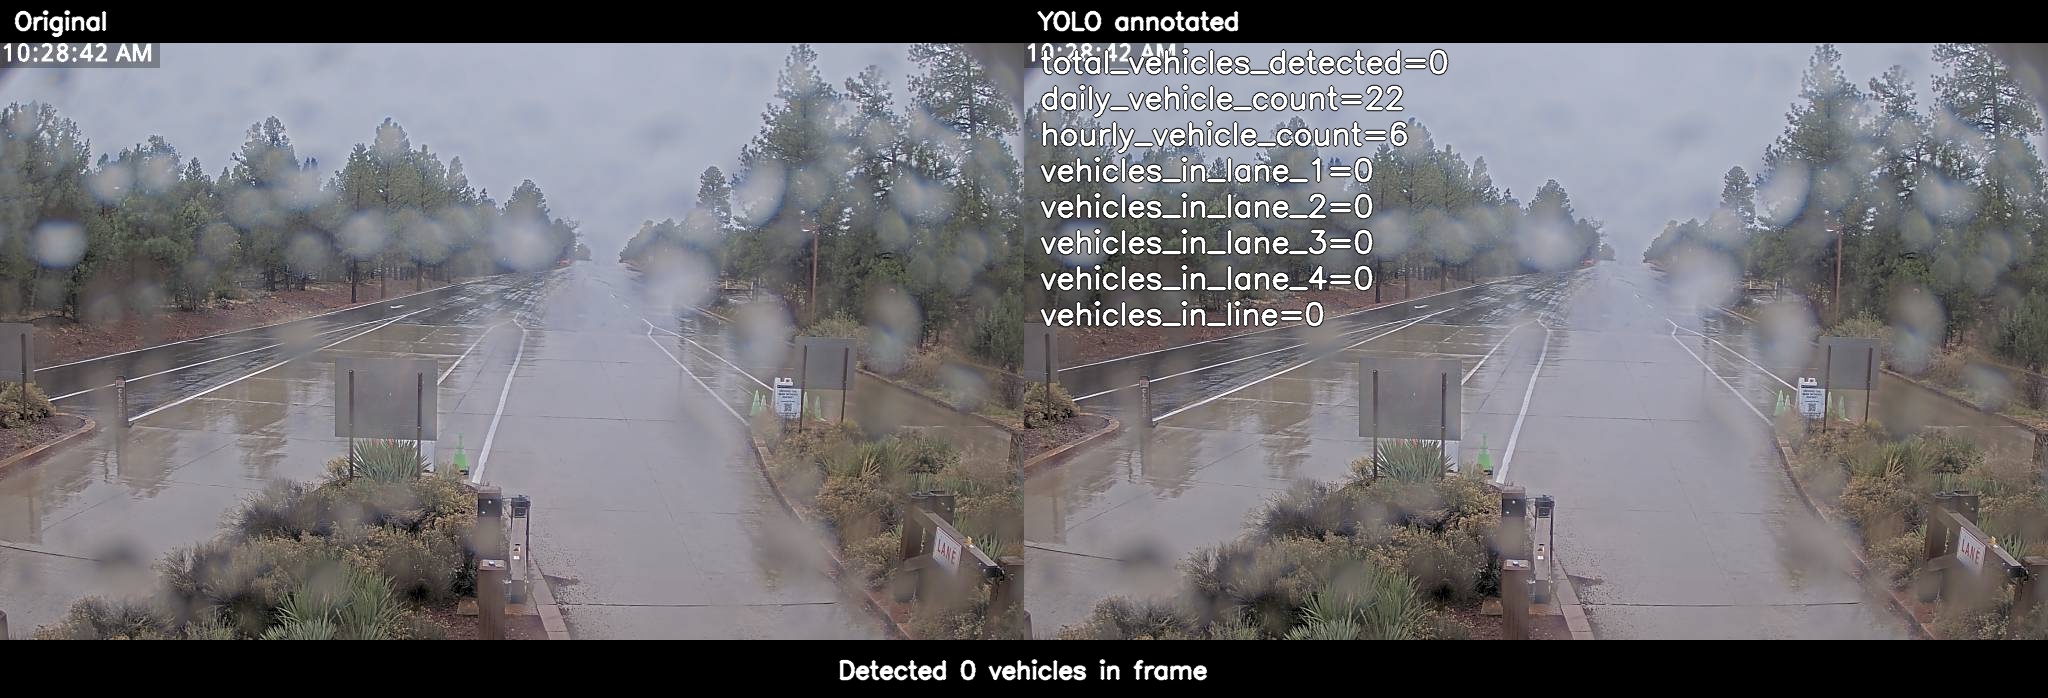 Original
10:28:42 AM
YOLO annotated
10:28:42 AM
total_vehicles_detected=0
daily_vehicle_count=22
hourly_vehicle_count=6
vehicles_in_lane_1=0
vehicles_in_lane_2=0
vehicles_in_lane_3=0
vehicles_in_lane_4=0
vehicles_in_line=0
LANE
LANE
Detected 0 vehicles in frame